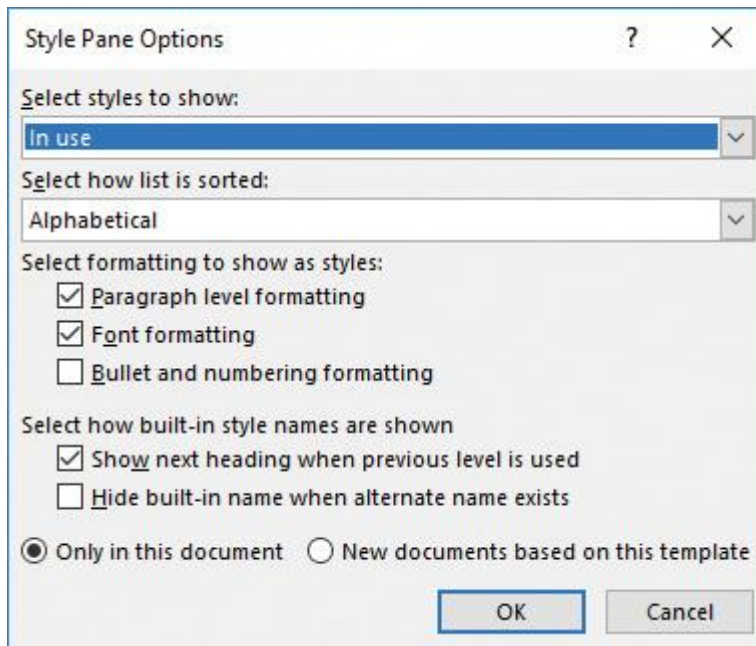 Style Pane Options ?
Select styles to show:
In use
Select how list is sorted:
Alphabetical
Select formatting to show as styles:
Paragraph level formatting
Font formatting
Bullet and numbering formatting
Select how built-in style names are shown
Show next heading when previous level is used
Hide built-in name when alternate name exists
Only in this document New documents based on this template
OK Cancel